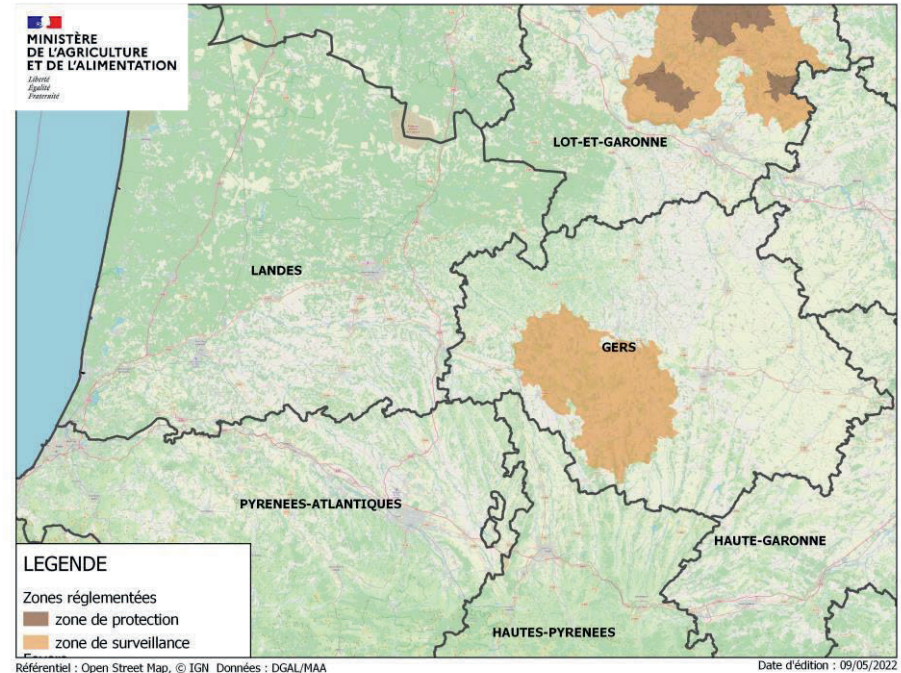 MINISTÈRE
DE L'AGRICULTURE
ET DE L'ALIMENTATION
Liberté
Égalité
Fraternité
LOT-ET-GARONNE
LANDES
GERS
PYRENEES-ATLANTIQUES
HAUTE-GARONNE
HAUTES-PYRENEES
LEGENDE
Zones réglementées
zone de protection
zone de surveillance
Référentiel : Open Street Map, © IGN Données : DGAL/MAA
Date d'édition : 09/05/2022